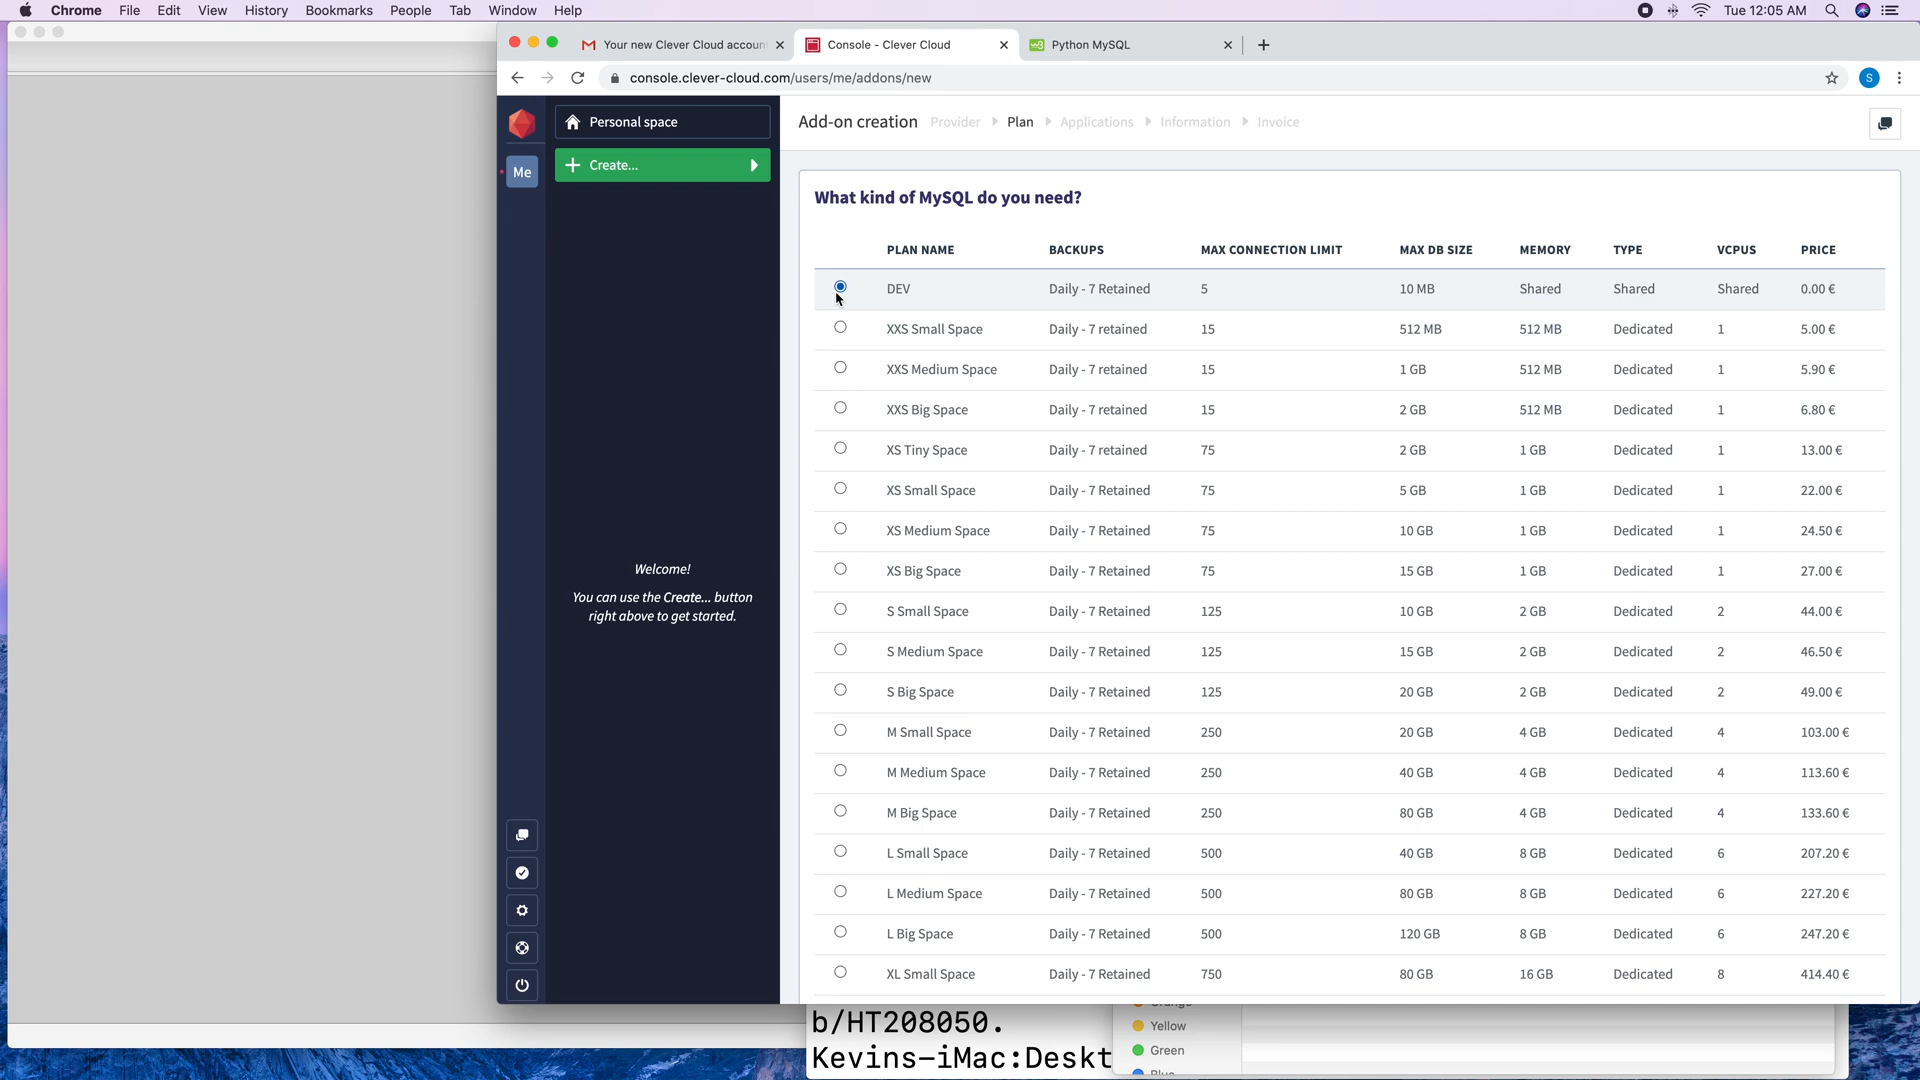 Chrome File Edit View History Bookmarks People Tab Window Help Tue 12:05 AM
Your new Clever Cloud accoun Console - Clever Cloud Python MySQL
console.clever-cloud.com/users/me/addons/new S
Personal space
Create...
Me
Welcome!
You can use the Create... button
right above to get started.
Add-on creation Provider Plan Applications Information Invoice
What kind of MySQL do you need?
PLAN NAME BACKUPS MAX CONNECTION LIMIT MAX DB SIZE MEMORY TYPE VCPUS PRICE
DEV Daily - 7 Retained 5 10 MB Shared Shared Shared 0.00 €
XXS Small Space Daily - 7 retained 15 512 MB 512 MB Dedicated 1 5.00 €
XXS Medium Space Daily - 7 retained 15 1 GB 512 MB Dedicated 1 5.90 €
XXS Big Space Daily - 7 retained 15 2 GB 512 MB Dedicated 1 6.80 €
XS Tiny Space Daily - 7 retained 75 2 GB 1 GB Dedicated 1 13.00 €
XS Small Space Daily - 7 Retained 75 5 GB 1 GB Dedicated 1 22.00 €
XS Medium Space Daily - 7 Retained 75 10 GB 1 GB Dedicated 1 24.50 €
XS Big Space Daily - 7 Retained 75 15 GB 1 GB Dedicated 1 27.00 €
S Small Space Daily - 7 Retained 125 10 GB 2 GB Dedicated 2 44.00 €
S Medium Space Daily - 7 Retained 125 15 GB 2 GB Dedicated 2 46.50 €
S Big Space Daily - 7 Retained 125 20 GB 2 GB Dedicated 2 49.00 €
M Small Space Daily - 7 Retained 250 20 GB 4 GB Dedicated 4 103.00 €
M Medium Space Daily - 7 Retained 250 40 GB 4 GB Dedicated 4 113.60 €
M Big Space Daily - 7 Retained 250 80 GB 4 GB Dedicated 4 133.60 €
L Small Space Daily - 7 Retained 500 40 GB 8 GB Dedicated 6 207.20 €
L Medium Space Daily - 7 Retained 500 80 GB 8 GB Dedicated 6 227.20 €
L Big Space Daily - 7 Retained 500 120 GB 8 GB Dedicated 6 247.20 €
XL Small Space Daily - 7 Retained 750 80 GB 16 GB Dedicated 8 414.40 €
b/HT208050.
Kevins-iMac:Deskt
Orange
Yellow
Green
Blue